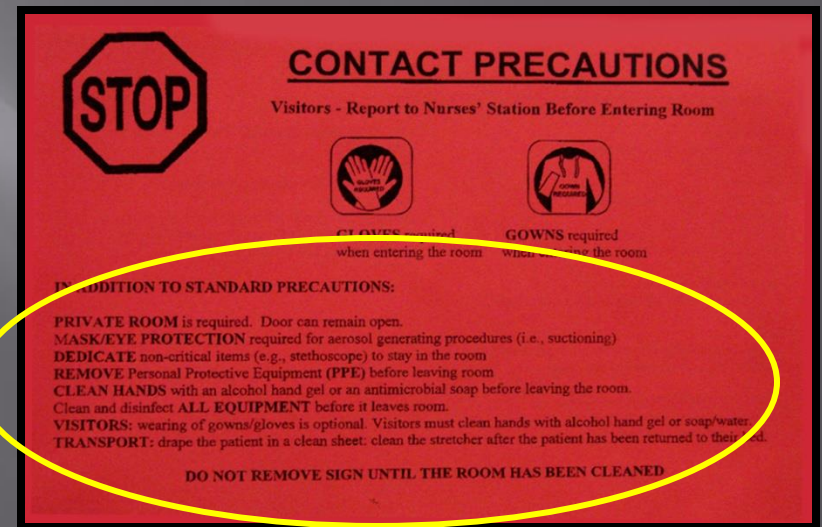 STOP
CONTACT PRECAUTIONS
Visitors - Report to Nurses' Station Before Entering Room
GLOVES REQUIRED
GOWN REQUIRED
GLOVES required
when entering the room
GOWNS required
when entering the room
IN ADDITION TO STANDARD PRECAUTIONS:
PRIVATE ROOM is required. Door can remain open.
MASK/EYE PROTECTION required for aerosol generating procedures (i.e., suctioning)
DEDICATE non-critical items (e.g., stethoscope) to stay in the room
REMOVE Personal Protective Equipment (PPE) before leaving room
CLEAN HANDS with an alcohol hand gel or an antimicrobial soap before leaving the room.
Clean and disinfect ALL EQUIPMENT before it leaves room.
VISITORS: wearing of gowns/gloves is optional. Visitors must clean hands with alcohol hand gel or soap/water.
TRANSPORT: drape the patient in a clean sheet: clean the stretcher after the patient has been returned to their bed.
DO NOT REMOVE SIGN UNTIL THE ROOM HAS BEEN CLEANED